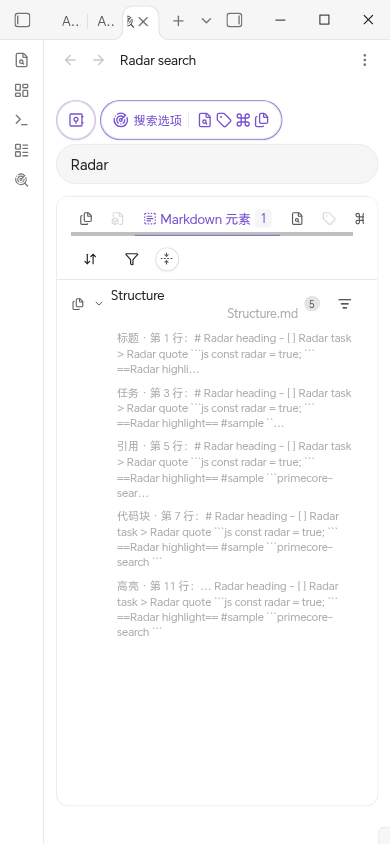 A..
A..
Radar search
搜索选项
Radar
Markdown 元素 1
Structure
Structure.md
5
标题 · 第 1 行： # Radar heading - [ ] Radar task
> Radar quote ```js const radar = true; ```
==Radar highli…
任务 · 第 3 行： # Radar heading - [ ] Radar task
> Radar quote ```js const radar = true; ```
==Radar highlight== #sample ``…
引用 · 第 5 行： # Radar heading - [ ] Radar task
> Radar quote ```js const radar = true; ```
==Radar highlight== #sample ```primecore-
sear…
代码块 · 第 7 行： # Radar heading - [ ] Radar
task > Radar quote ```js const radar = true; ```
==Radar highlight== #sample ```primecore-
search ```
高亮 · 第 11 行： … Radar heading - [ ] Radar
task > Radar quote ```js const radar = true; ```
==Radar highlight== #sample ```primecore-
search ```